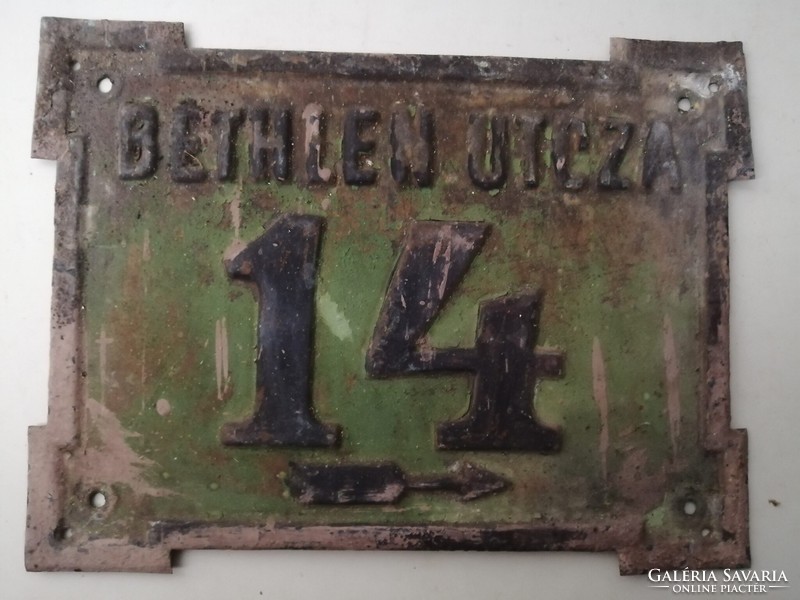 BETHLEN UTCZA
14
GALÉRIA SAVARIA
ONLINE PIACTÉR